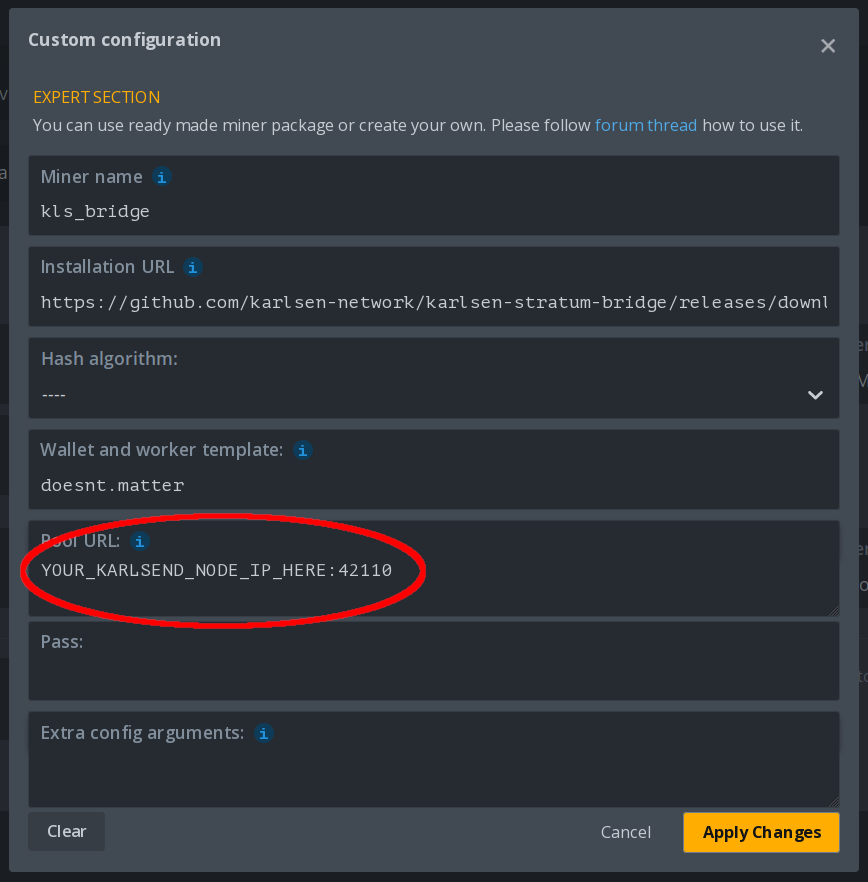 Custom configuration
EXPERT SECTION
You can use ready made miner package or create your own. Please follow forum thread how to use it.
Miner name i
kls_bridge
Installation URL i
https://github.com/karlsen-network/karlsen-stratum-bridge/releases/downl
Hash algorithm:
----
Wallet and worker template: i
doesnt.matter
Pool URL: i
YOUR_KARLSEND_NODE_IP_HERE:42110
Pass:
Extra config arguments: i
Clear
Cancel
Apply Changes